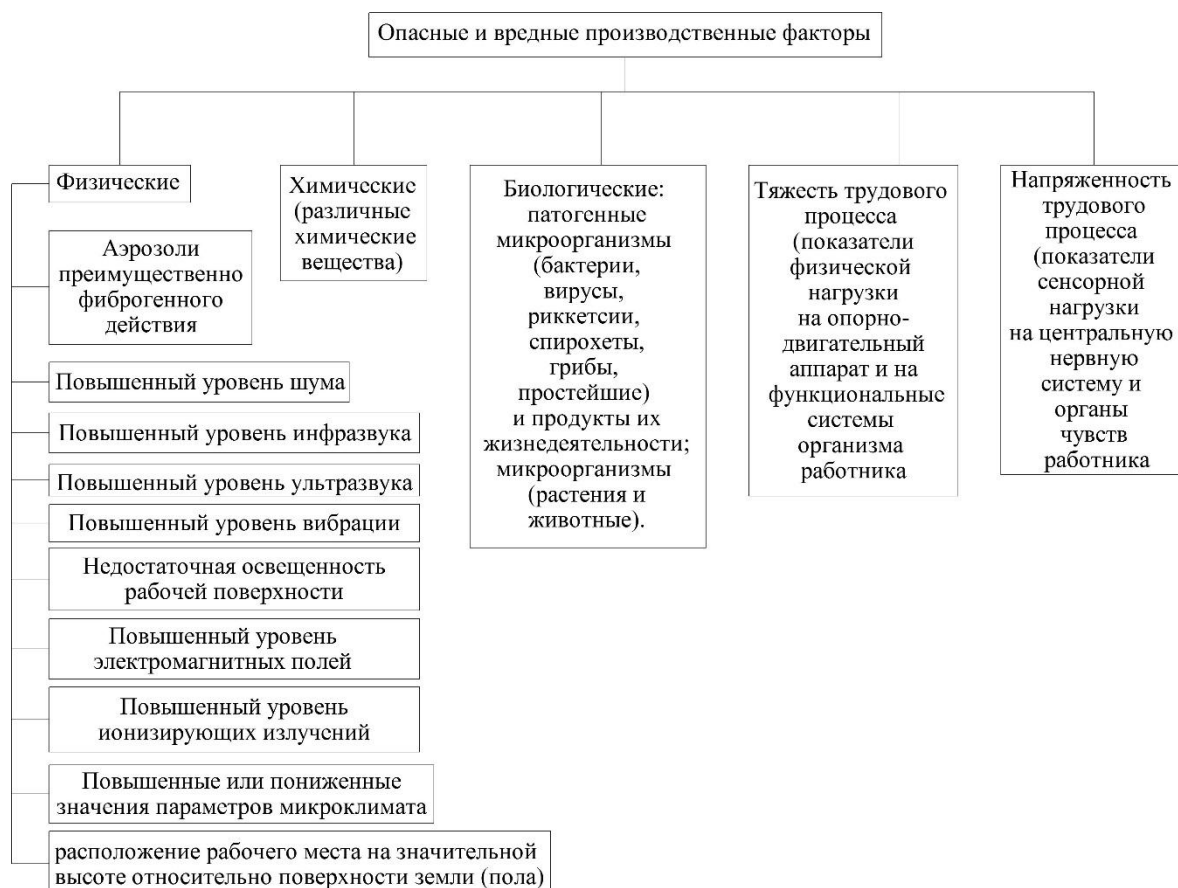 Опасные и вредные производственные факторы
Физические
Аэрозоли
преимущественно
фиброгенного
действия
Повышенный уровень шума
Повышенный уровень инфразвука
Повышенный уровень ультразвука
Повышенный уровень вибрации
Недостаточная освещенность
рабочей поверхности
Повышенный уровень
электромагнитных полей
Повышенный уровень
ионизирующих излучений
Повышенные или пониженные
значения параметров микроклимата
расположение рабочего места на значительной
высоте относительно поверхности земли (пола)
Химические
(различные
химические
вещества)
Биологические:
патогенные
микроорганизмы
(бактерии,
вирусы,
риккетсии,
спирохеты,
грибы,
простейшие)
и продукты их
жизнедеятельности;
микроорганизмы
(растения и
животные).
Тяжесть трудового
процесса
(показатели
физической
нагрузки
на опорно-
двигательный
аппарат и на
функциональные
системы
организма
работника
Напряженность
трудового
процесса
(показатели
сенсорной
нагрузки
на центральную
нервную
систему и
органы
чувств
работника